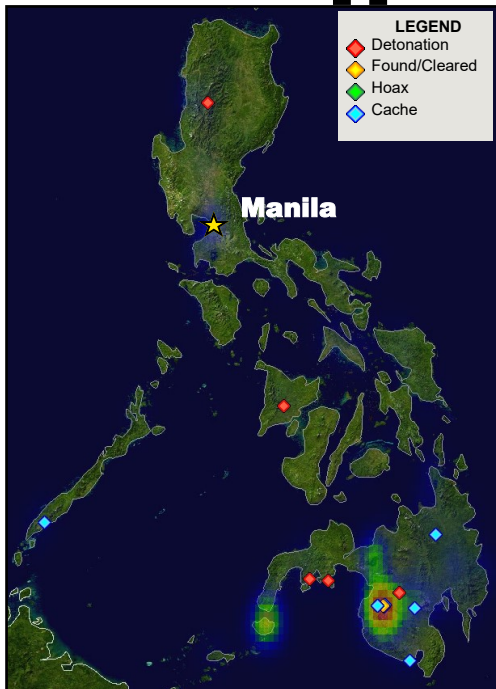 LEGEND
Detonation
Found/Cleared
Hoax
Cache
Manila